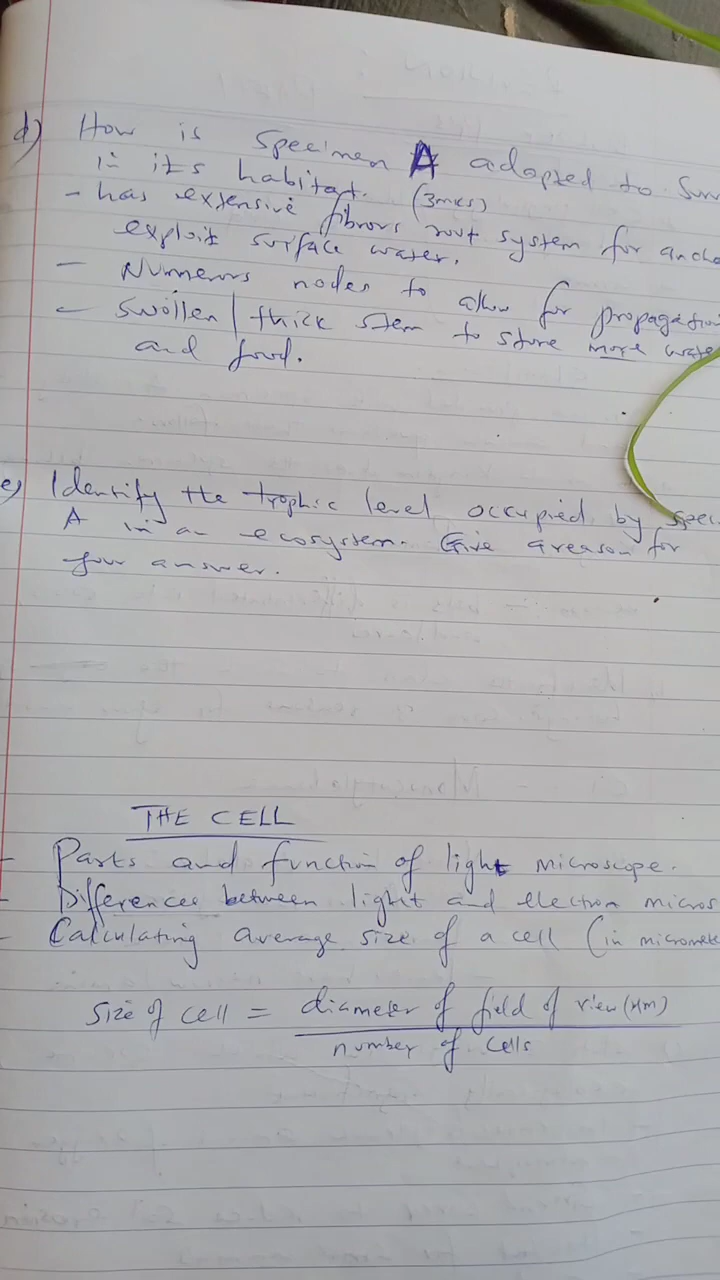 d) How is specimen A adapted to Surv
in its habitat. (3mks)
- has extensive fibrous root system for ancho
exploit surface water.
- Numerous nodes to allow for propagatio
- Swollen / thick stem to store more wate
and food.
e) Identify the trophic level occupied by spec
A in an ecosystem. Give a reason for
your answer.
THE CELL
- Parts and function of light microscope.
- Differences between light and electron micros
- Calculating average size of a cell (in micromete
Size of cell = diameter of field of view (µm)
number of cells